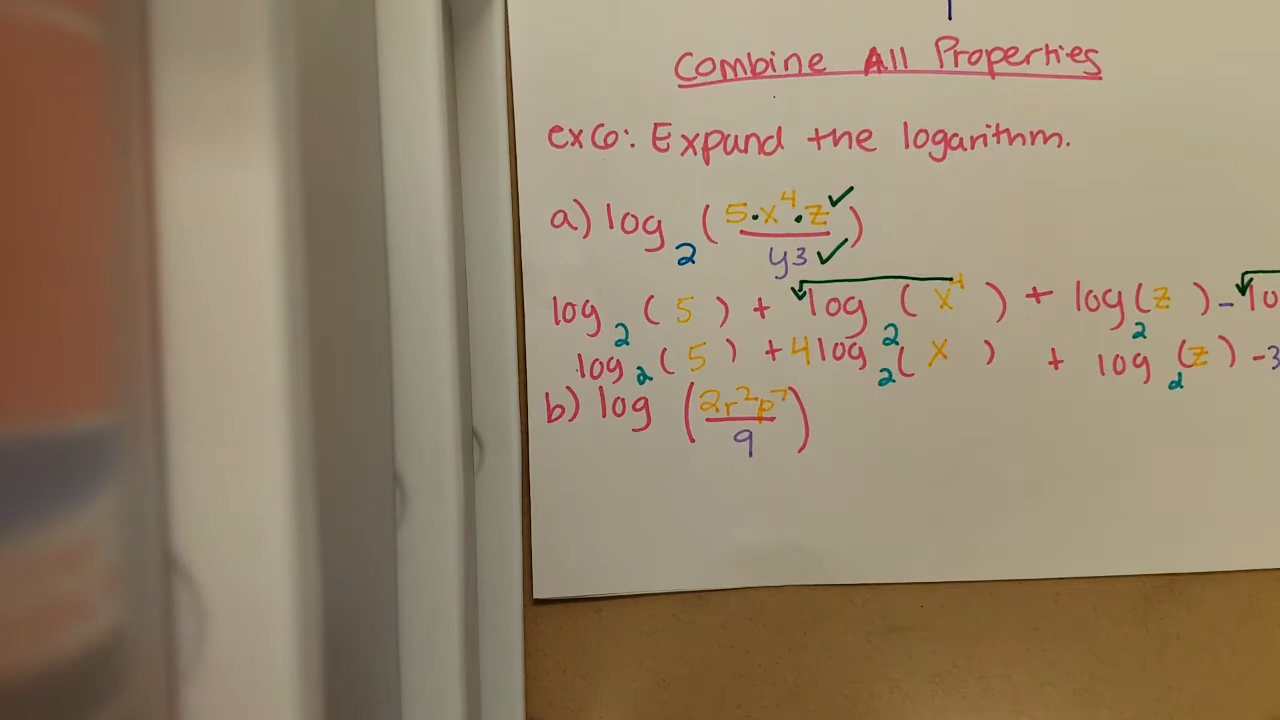 Combine All Properties
ex6: Expand the logarithm.
a) log₂ (5·x⁴·z✓ / y3✓)
log₂ (5) + log₂ (x⁴) + log₂(z) - lo
log₂ (5) + 4log₂ (x) + log₂ (z) - 3
b) log (2r²p⁷ / 9)